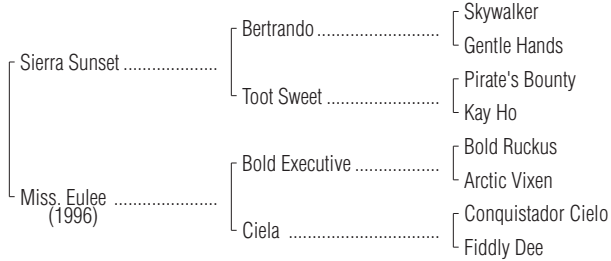 Skywalker
Bertrando
Gentle Hands
Sierra Sunset
Pirate's Bounty
Toot Sweet
Kay Ho
Bold Ruckus
Bold Executive
Arctic Vixen
Miss. Eulee
(1996)
Conquistador Cielo
Ciela
Fiddly Dee